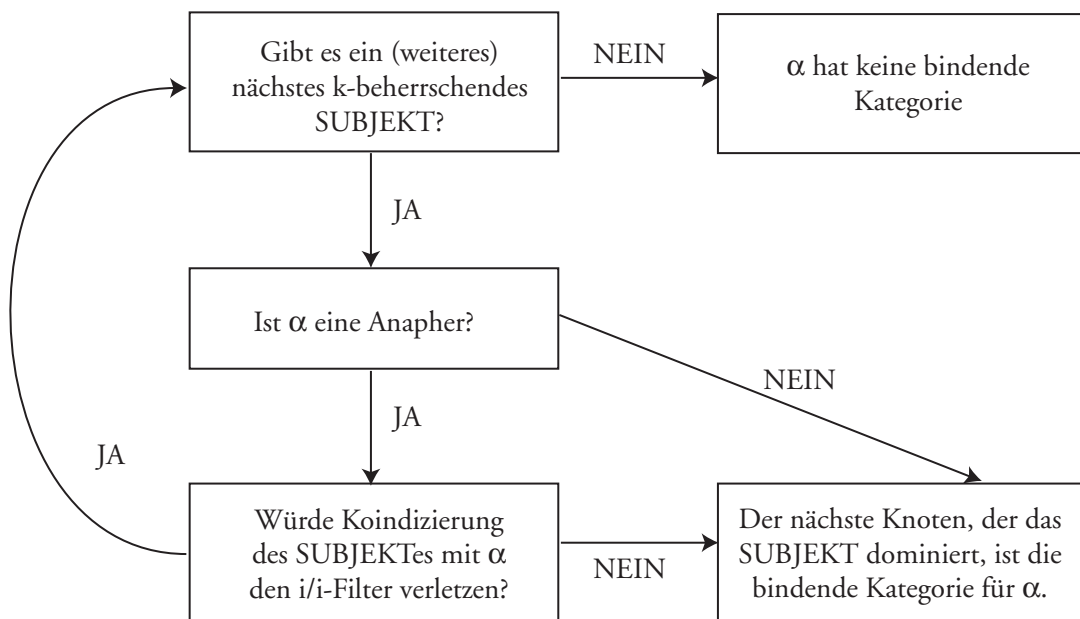 Gibt es ein (weiteres)
nächstes k-beherrschendes
SUBJEKT?
NEIN
α hat keine bindende
Kategorie
JA
Ist α eine Anapher?
NEIN
JA
JA
Würde Koindizierung
des SUBJEKTes mit α
den i/i-Filter verletzen?
NEIN
Der nächste Knoten, der das
SUBJEKT dominiert, ist die
bindende Kategorie für α.